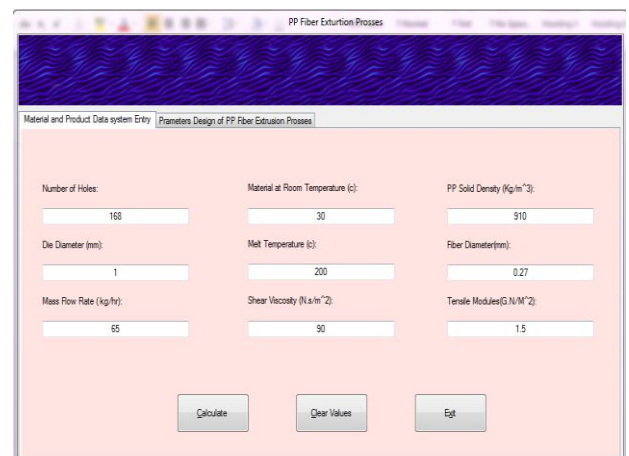 PP Fiber Exturtion Prosses
Material and Product Data system Entry Prameters Design of PP Fiber Extrusion Prosses
Number of Holes: Material at Room Temperature (c): PP Solid Density (Kg/m^3):
168 30 910
Die Diameter (mm): Melt Temperature (c): Fiber Diameter(mm):
1 200 0.27
Mass Flow Rate ( kg/hr): Shear Viscosity (N.s/m^2): Tensile Modules(G.N/M^2):
65 90 1.5
Calculate Clear Values Exit